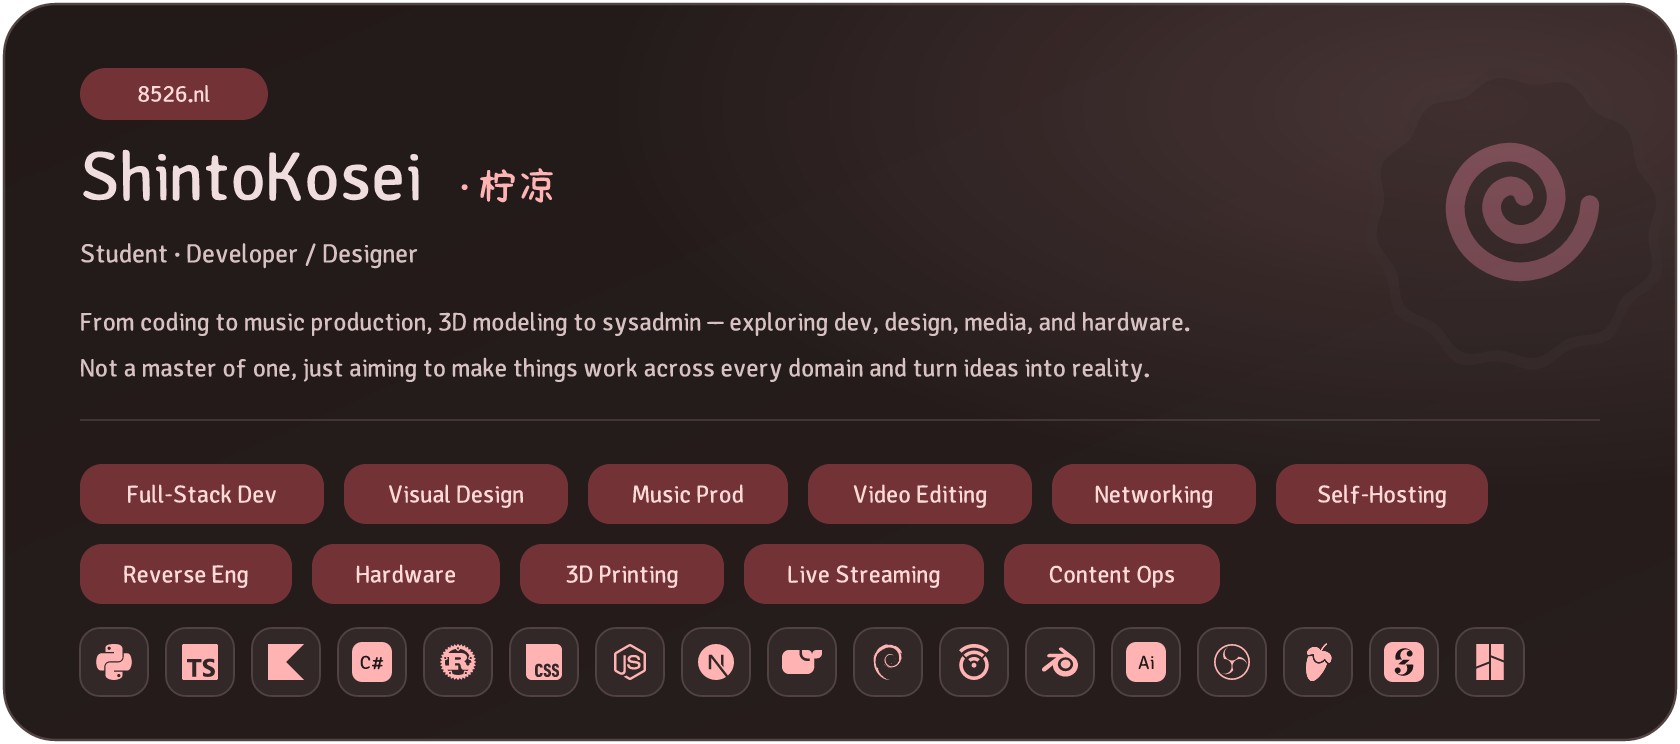 8526.nl
ShintoKosei · 柠凉
Student · Developer / Designer
From coding to music production, 3D modeling to sysadmin — exploring dev, design, media, and hardware.
Not a master of one, just aiming to make things work across every domain and turn ideas into reality.
Full-Stack Dev Visual Design Music Prod Video Editing Networking Self-Hosting
Reverse Eng Hardware 3D Printing Live Streaming Content Ops
TS C# R CSS JS N Ai